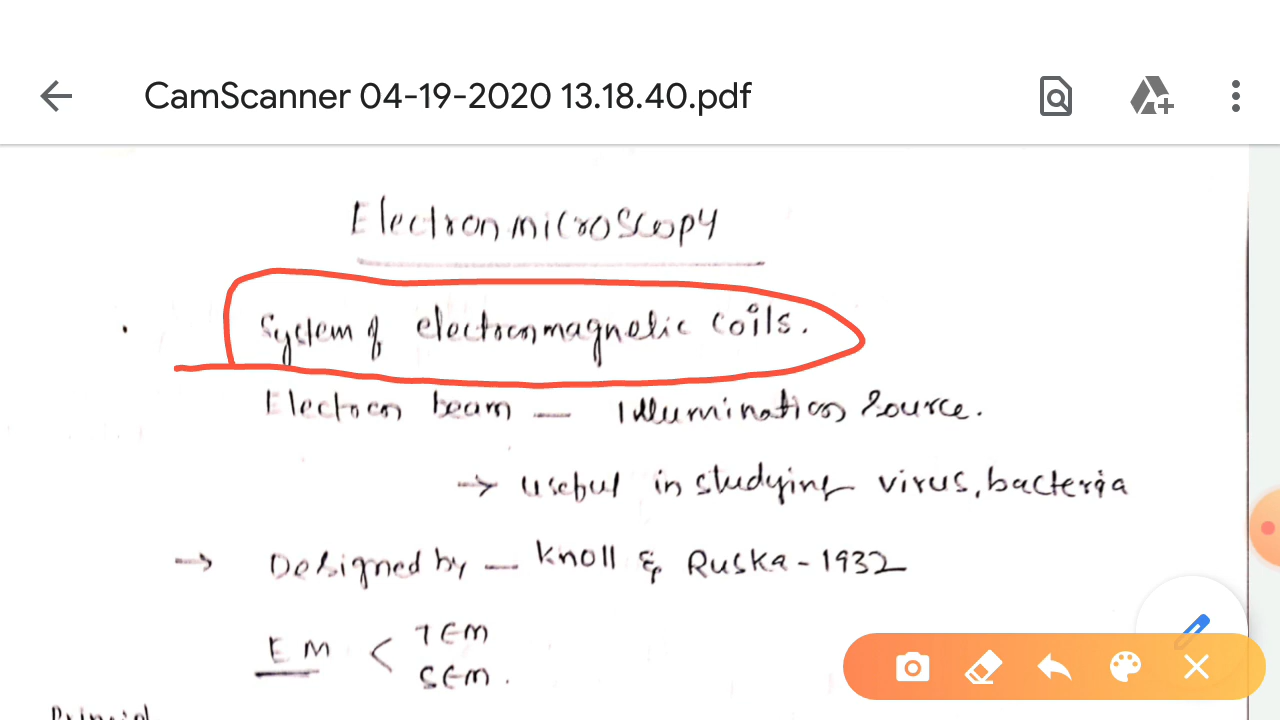 CamScanner 04-19-2020 13.18.40.pdf
Electron microscopy
System of electronmagnetic coils.
Electron beam — Illumination source.
→ useful in studying virus, bacteria
→ Designed by — Knoll & Ruska - 1932
EM < TEM
SEM.